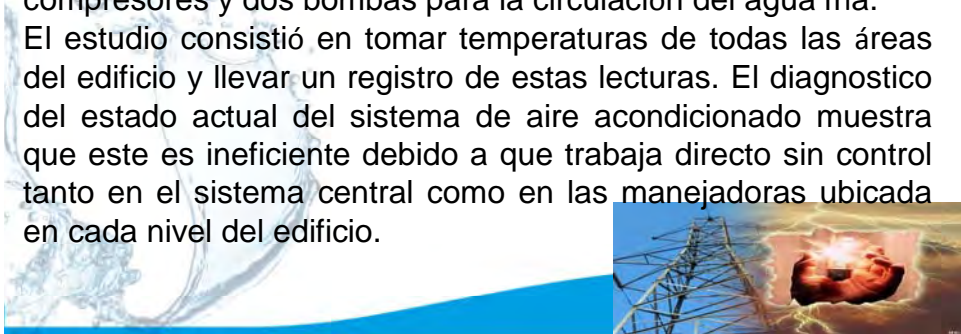 compresores y dos bombas para la circulación del agua fría.
El estudio consistió en tomar temperaturas de todas las áreas
del edificio y llevar un registro de estas lecturas. El diagnostico
del estado actual del sistema de aire acondicionado muestra
que este es ineficiente debido a que trabaja directo sin control
tanto en el sistema central como en las manejadoras ubicada
en cada nivel del edificio.